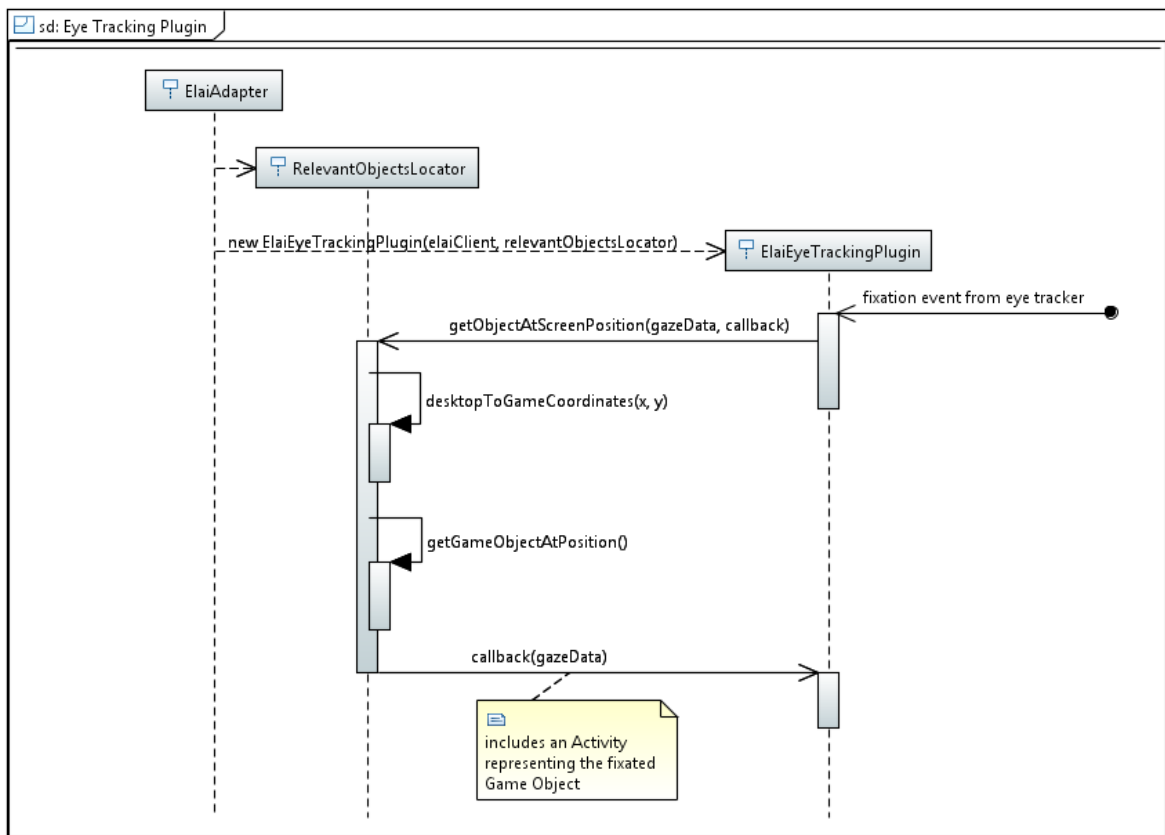 sd: Eye Tracking Plugin
ElaiAdapter
RelevantObjectsLocator
new ElaiEyeTrackingPlugin(elaiClient, relevantObjectsLocator)
ElaiEyeTrackingPlugin
fixation event from eye tracker
getObjectAtScreenPosition(gazeData, callback)
desktopToGameCoordinates(x, y)
getGameObjectAtPosition()
callback(gazeData)
includes an Activity
representing the fixated
Game Object